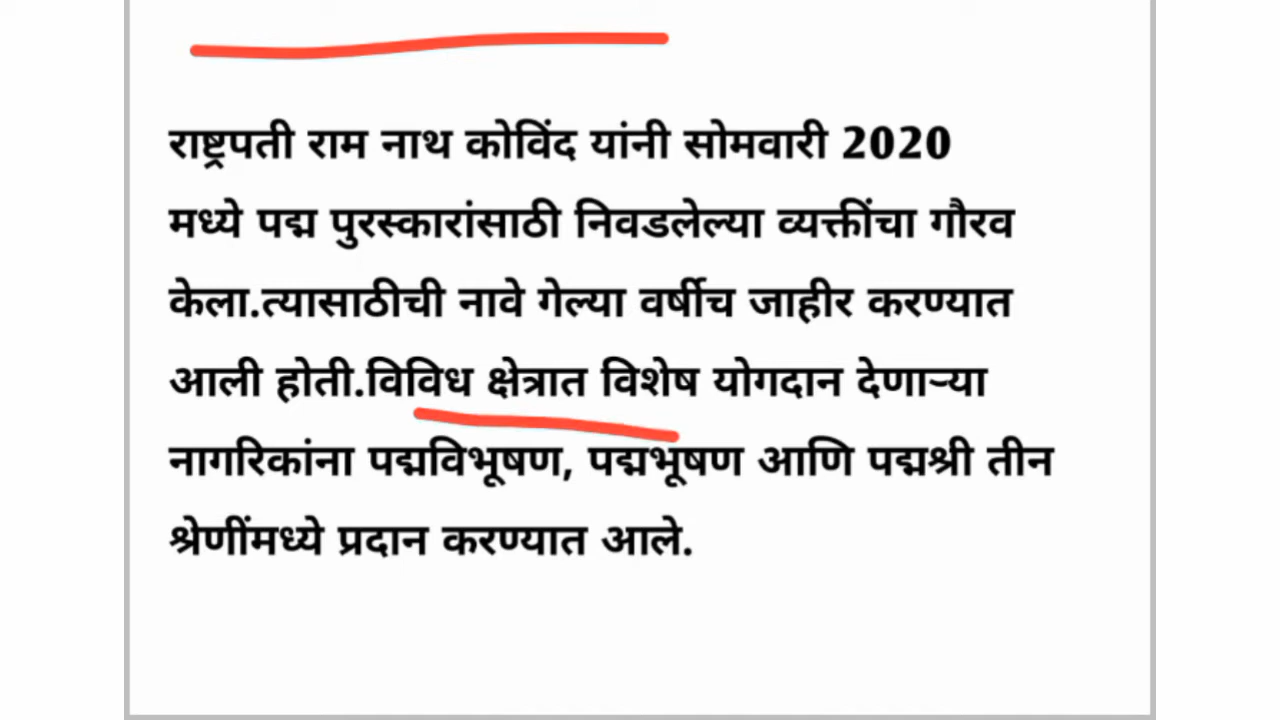 राष्ट्रपती राम नाथ कोविंद यांनी सोमवारी 2020
मध्ये पद्म पुरस्कारांसाठी निवडलेल्या व्यक्तींचा गौरव
केला.त्यासाठीची नावे गेल्या वर्षीच जाहीर करण्यात
आली होती.विविध क्षेत्रात विशेष योगदान देणाऱ्या
नागरिकांना पद्मविभूषण, पद्मभूषण आणि पद्मश्री तीन
श्रेणींमध्ये प्रदान करण्यात आले.